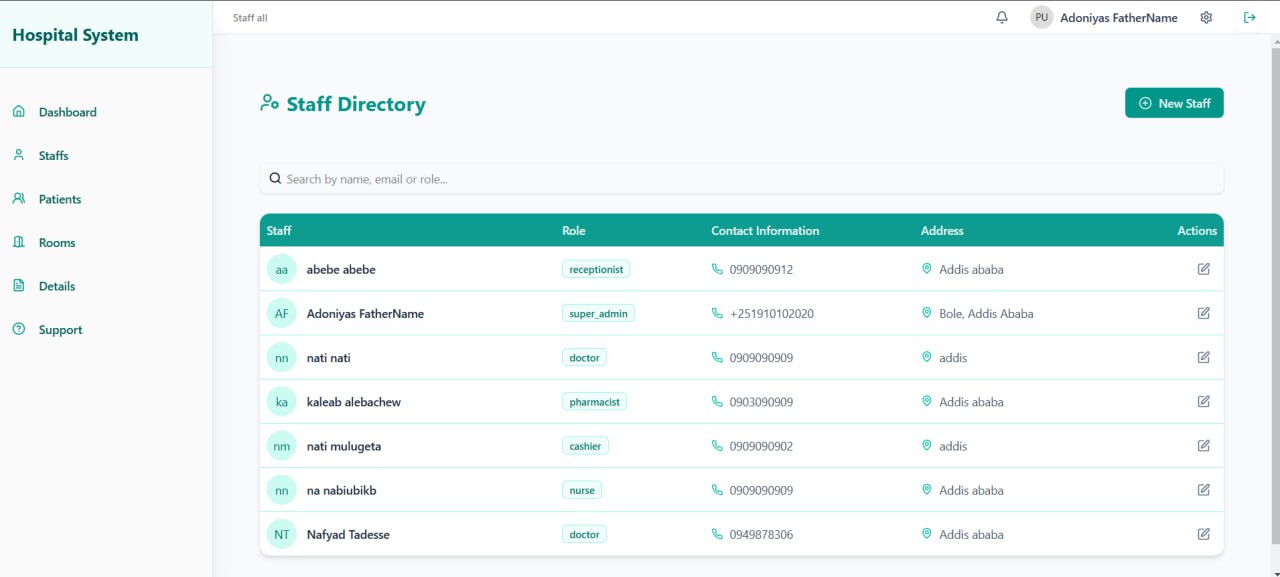 Hospital System
Staff all
PU Adoniyas FatherName
Dashboard
Staffs
Patients
Rooms
Details
Support
Staff Directory
New Staff
Search by name, email or role...
Staff Role Contact Information Address Actions
aa abebe abebe receptionist 0909090912 Addis ababa
AF Adoniyas FatherName super_admin +251910102020 Bole, Addis Ababa
nn nati nati doctor 0909090909 addis
ka kaleab alebachew pharmacist 0903090909 Addis ababa
nm nati mulugeta cashier 0909090902 addis
nn na nabiubikb nurse 0909090909 Addis ababa
NT Nafyad Tadesse doctor 0949878306 Addis ababa